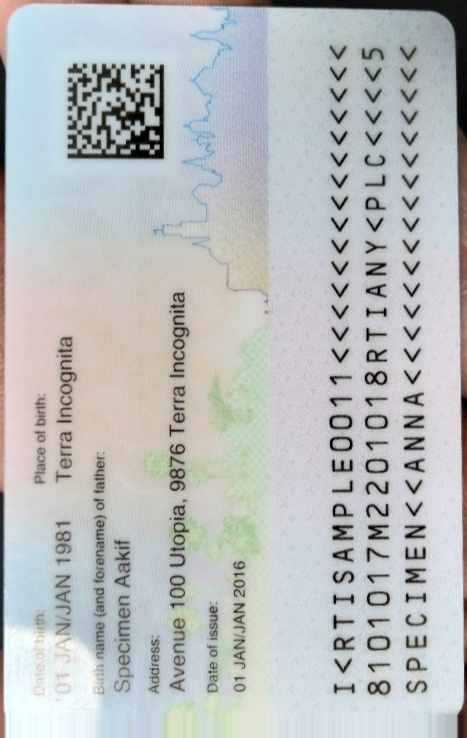 Date of birth: Place of birth:
01 JAN/JAN 1981 Terra Incognita
Birth name (and forename) of father:
Specimen Aakif
Address:
Avenue 100 Utopia, 9876 Terra Incognita
Date of issue:
01 JAN/JAN 2016
I<RTISAMPLE0011<<<<<<<<<<<<<<<
8101017M2201018RTIANY<PLC<<<<5
SPECIMEN<<ANNA<<<<<<<<<<<<<<<<